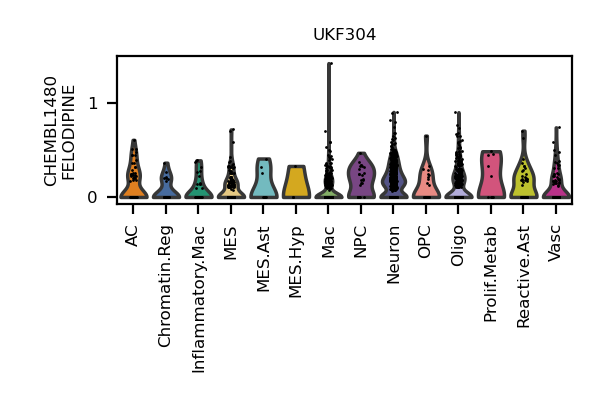 UKF304
CHEMBL1480
FELODIPINE
1
0
AC
Chromatin.Reg
Inflammatory.Mac
MES
MES.Ast
MES.Hyp
Mac
NPC
Neuron
OPC
Oligo
Prolif.Metab
Reactive.Ast
Vasc